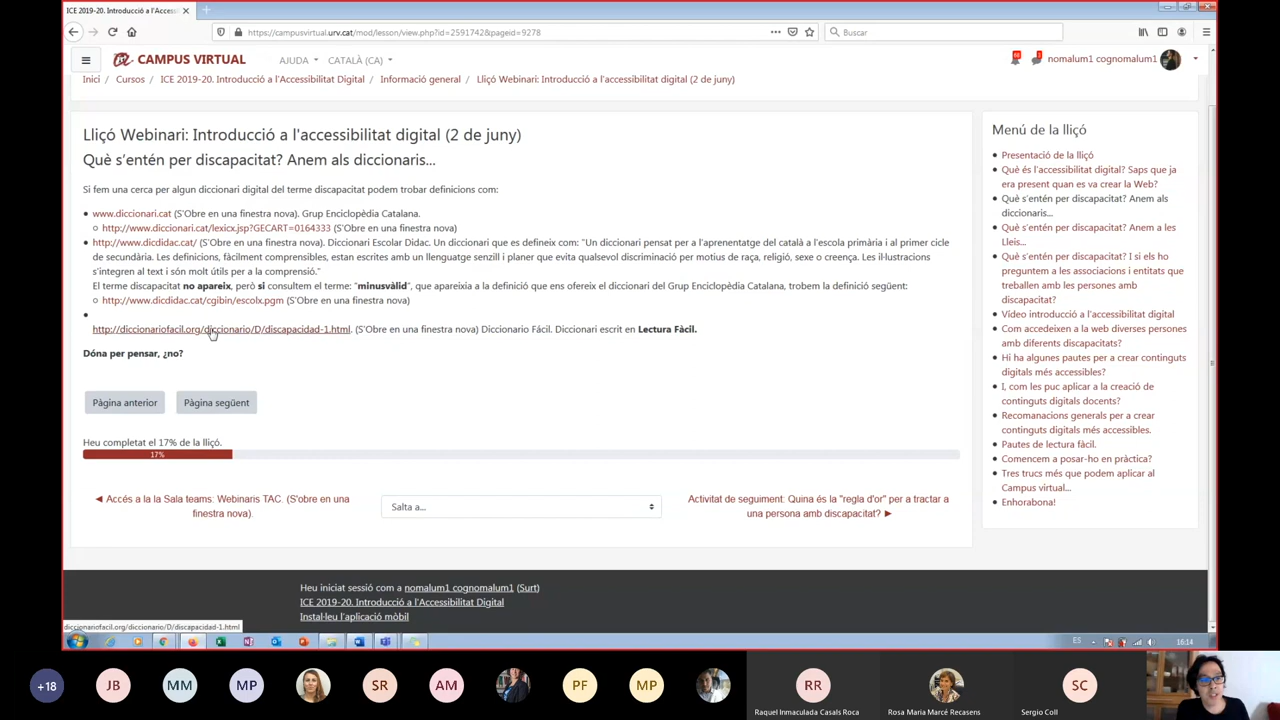 ICE 2019-20. Introducció a l'Acces
https://campusvirtual.urv.cat/mod/lesson/view.php?id=2591742&pageid=9278
Buscar
CAMPUS VIRTUAL
AJUDA
CATALÀ (CA)
nomalum1 cognomalum1
Inici / Cursos / ICE 2019-20. Introducció a l'Accessibilitat Digital / Informació general / Lliçó Webinari: Introducció a l'accessibilitat digital (2 de juny)
Lliçó Webinari: Introducció a l'accessibilitat digital (2 de juny)
Què s'entén per discapacitat? Anem als diccionaris...
Si fem una cerca per algun diccionari digital del terme discapacitat podem trobar definicions com:
www.diccionari.cat (S'Obre en una finestra nova). Grup Enciclopèdia Catalana.
http://www.diccionari.cat/lexicx.jsp?GECART=0164333 (S'Obre en una finestra nova)
http://www.dicdidac.cat/ (S'Obre en una finestra nova). Diccionari Escolar Didac. Un diccionari que es defineix com: "Un diccionari pensat per a l'aprenentatge del català a l'escola primària i al primer cicle
de secundària. Les definicions, fàcilment comprensibles, estan escrites amb un llenguatge senzill i planer que evita qualsevol discriminació per motius de raça, religió, sexe o creença. Les il·lustracions
s'integren al text i són molt útils per a la comprensió."
El terme discapacitat no apareix, però si consultem el terme: "minusvàlid", que apareixia a la definició que ens ofereix el diccionari del Grup Enciclopèdia Catalana, trobem la definició següent:
http://www.dicdidac.cat/cgibin/escolx.pgm (S'Obre en una finestra nova)
http://diccionariofacil.org/diccionario/D/discapacidad-1.html. (S'Obre en una finestra nova) Diccionario Fácil. Diccionari escrit en Lectura Fàcil.
Dóna per pensar, ¿no?
Pàgina anterior
Pàgina següent
Heu completat el 17% de la lliçó.
17%
◄ Accés a la la Sala teams: Webinaris TAC. (S'obre en una
finestra nova).
Salta a...
Activitat de seguiment: Quina és la "regla d'or" per a tractar a
una persona amb discapacitat? ►
Menú de la lliçó
Presentació de la lliçó
Què és l'accessibilitat digital? Saps que ja
era present quan es va crear la Web?
Què s'entén per discapacitat? Anem als
diccionaris...
Què s'entén per discapacitat? Anem a les
Lleis...
Què s'entén per discapacitat? I si els ho
preguntem a les associacions i entitats que
treballen amb les persones amb
discapacitat?
Vídeo introducció a l'accessibilitat digital
Com accedeixen a la web diverses persones
amb diferents discapacitats?
Hi ha algunes pautes per a crear continguts
digitals més accessibles?
I, com les puc aplicar a la creació de
continguts digitals docents?
Recomanacions generals per a crear
continguts digitals més accessibles.
Pautes de lectura fàcil.
Comencem a posar-ho en pràctica?
Tres trucs més que podem aplicar al
Campus virtual...
Enhorabona!
Heu iniciat sessió com a nomalum1 cognomalum1 (Surt)
ICE 2019-20. Introducció a l'Accessibilitat Digital
Instal·leu l'aplicació mòbil
diccionariofacil.org/diccionario/D/discapacidad-1.html
ES
16:14
+18
JB
MM
MP
SR
AM
PF
MP
RR
SC
Raquel Inmaculada Casals Roca
Rosa Maria Marcé Recasens
Sergio Coll